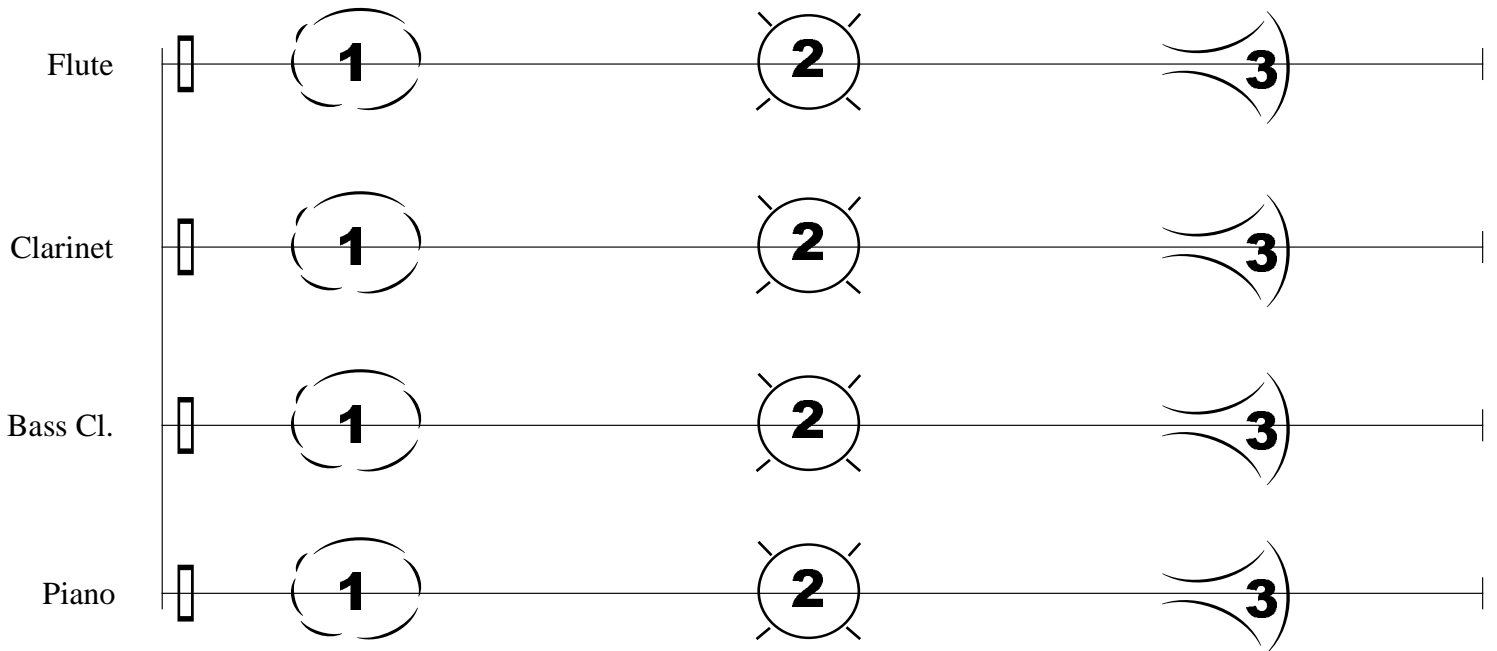 Flute 1 2 3
Clarinet 1 2 3
Bass Cl. 1 2 3
Piano 1 2 3